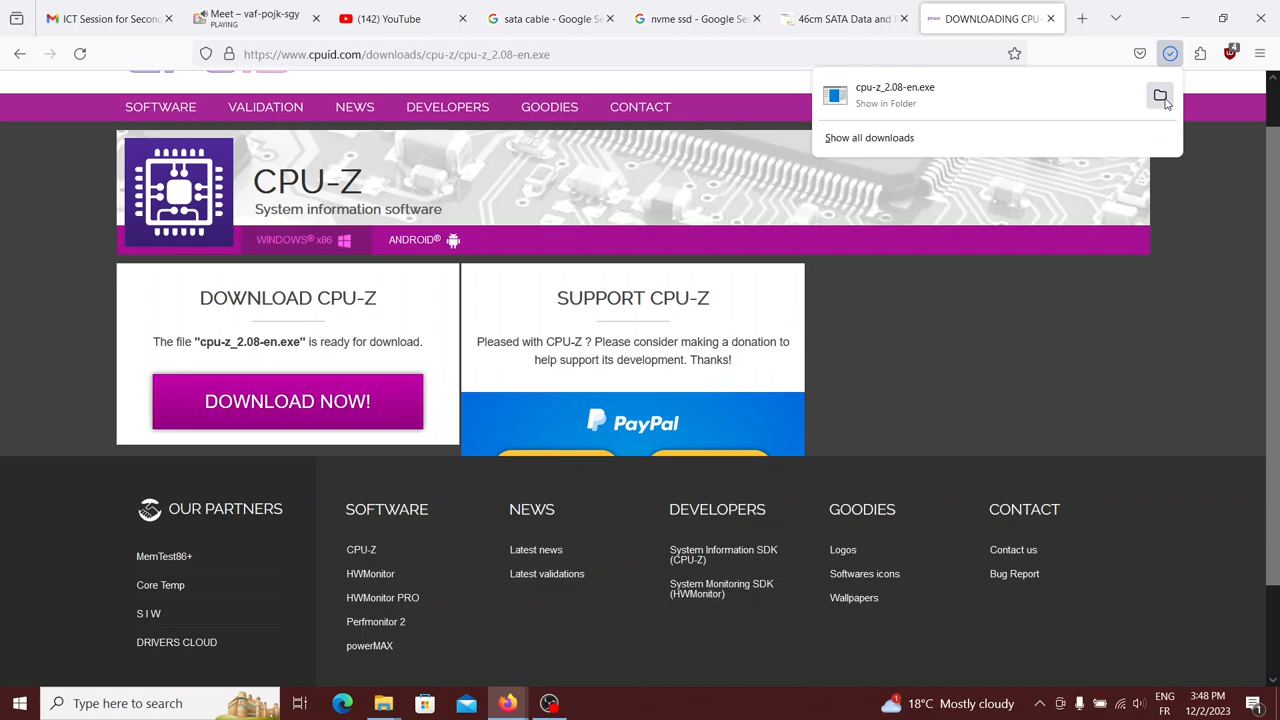 ICT Session for Second
Meet – vaf-pojk-sgy
PLAYING
(142) YouTube
sata cable - Google Se
nvme ssd - Google Sea
46cm SATA Data and
DOWNLOADING CPU-
https://www.cpuid.com/downloads/cpu-z/cpu-z_2.08-en.exe
4
cpu-z_2.08-en.exe
Show in Folder
Show all downloads
SOFTWARE VALIDATION NEWS DEVELOPERS GOODIES CONTACT
CPU-Z
System information software
WINDOWS® x86
ANDROID®
DOWNLOAD CPU-Z
The file "cpu-z_2.08-en.exe" is ready for download.
DOWNLOAD NOW!
SUPPORT CPU-Z
Pleased with CPU-Z ? Please consider making a donation to
help support its development. Thanks!
PayPal
OUR PARTNERS
MemTest86+
Core Temp
S I W
DRIVERS CLOUD
SOFTWARE
CPU-Z
HWMonitor
HWMonitor PRO
Perfmonitor 2
powerMAX
NEWS
Latest news
Latest validations
DEVELOPERS
System Information SDK
(CPU-Z)
System Monitoring SDK
(HWMonitor)
GOODIES
Logos
Softwares icons
Wallpapers
CONTACT
Contact us
Bug Report
Type here to search
1
18°C Mostly cloudy
ENG
FR
3:48 PM
12/2/2023
1